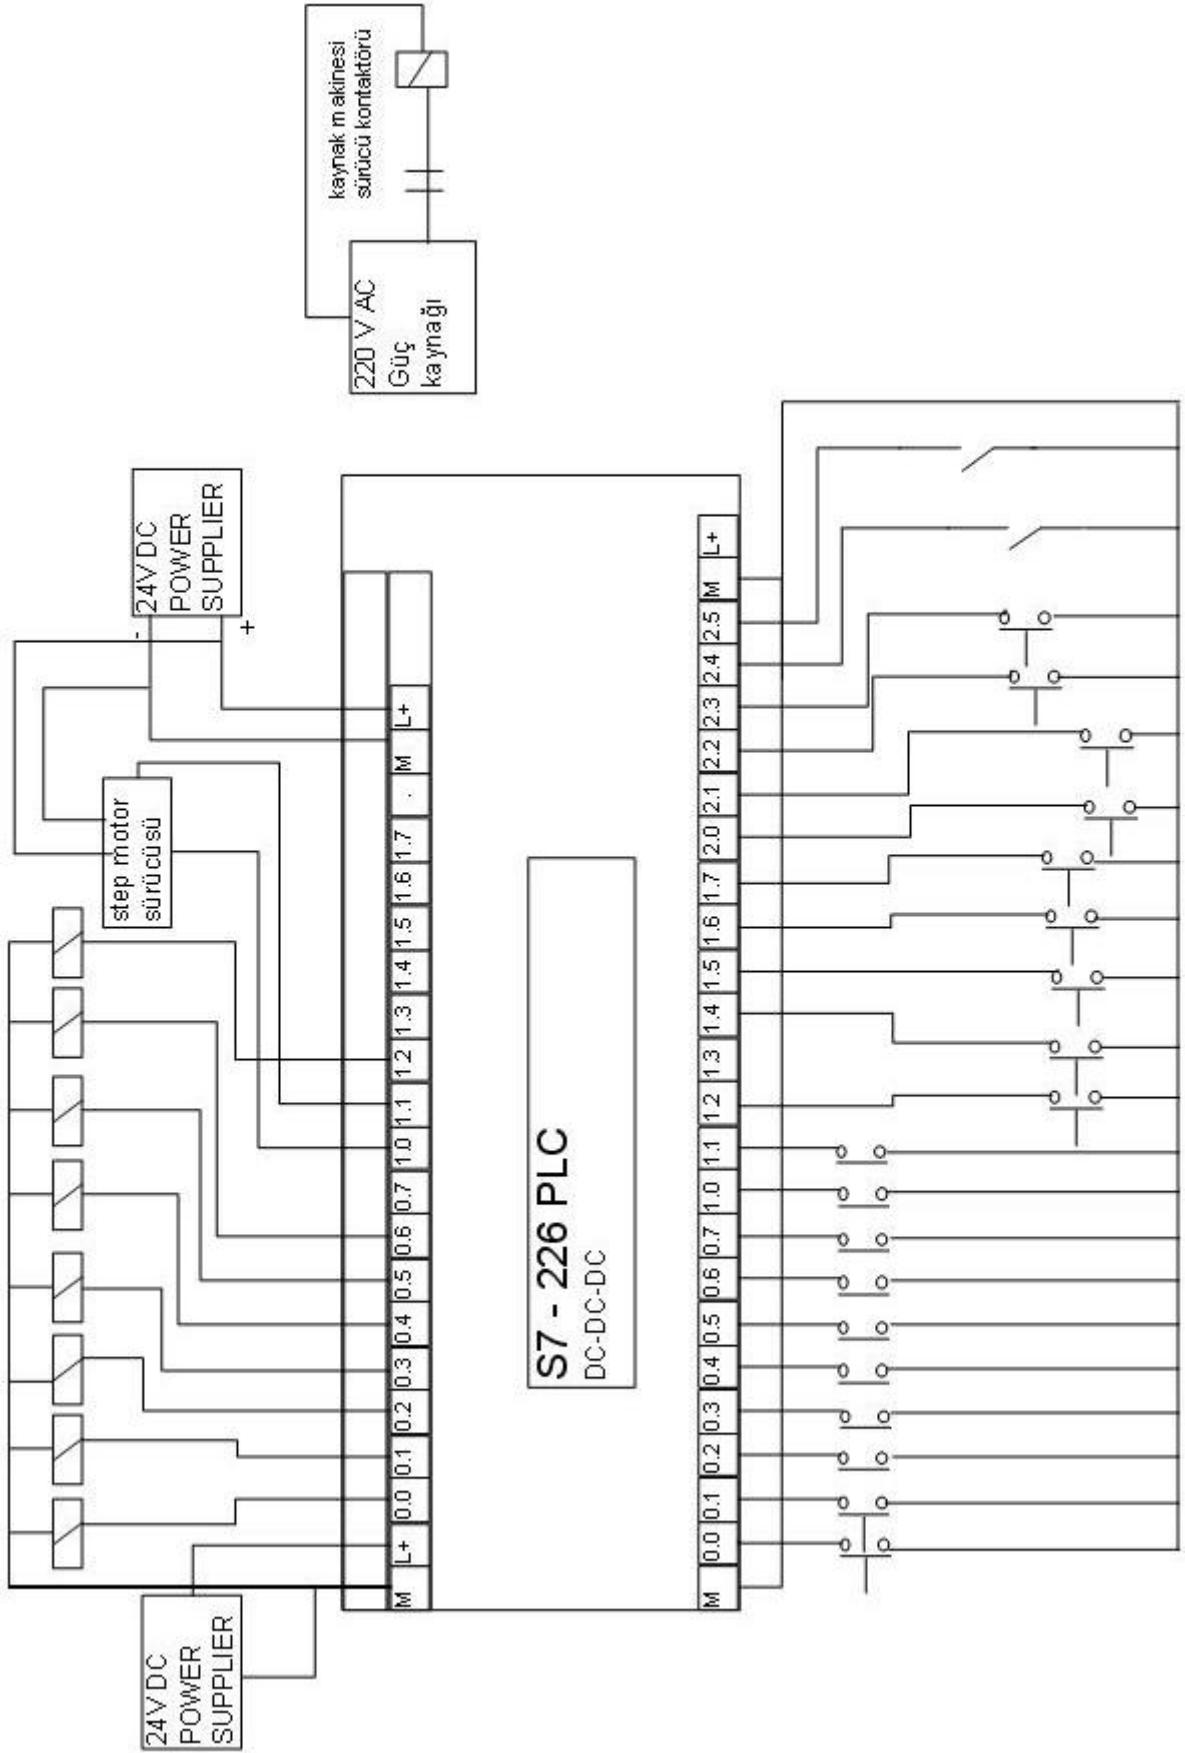 24V DC
POWER
SUPPLIER
step motor
sürücüsü
24V DC
POWER
SUPPLIER
-
+
kaynak makinesi
sürücü kontaktörü
220 V AC
Güç
kaynağı
M L+ 0.0 0.1 0.2 0.3 0.4 0.5 0.6 0.7 1.0 1.1 1.2 1.3 1.4 1.5 1.6 1.7 . M L+
S7 - 226 PLC
DC-DC-DC
M 0.0 0.1 0.2 0.3 0.4 0.5 0.6 0.7 1.0 1.1 1.2 1.3 1.4 1.5 1.6 1.7 2.0 2.1 2.2 2.3 2.4 2.5 M L+